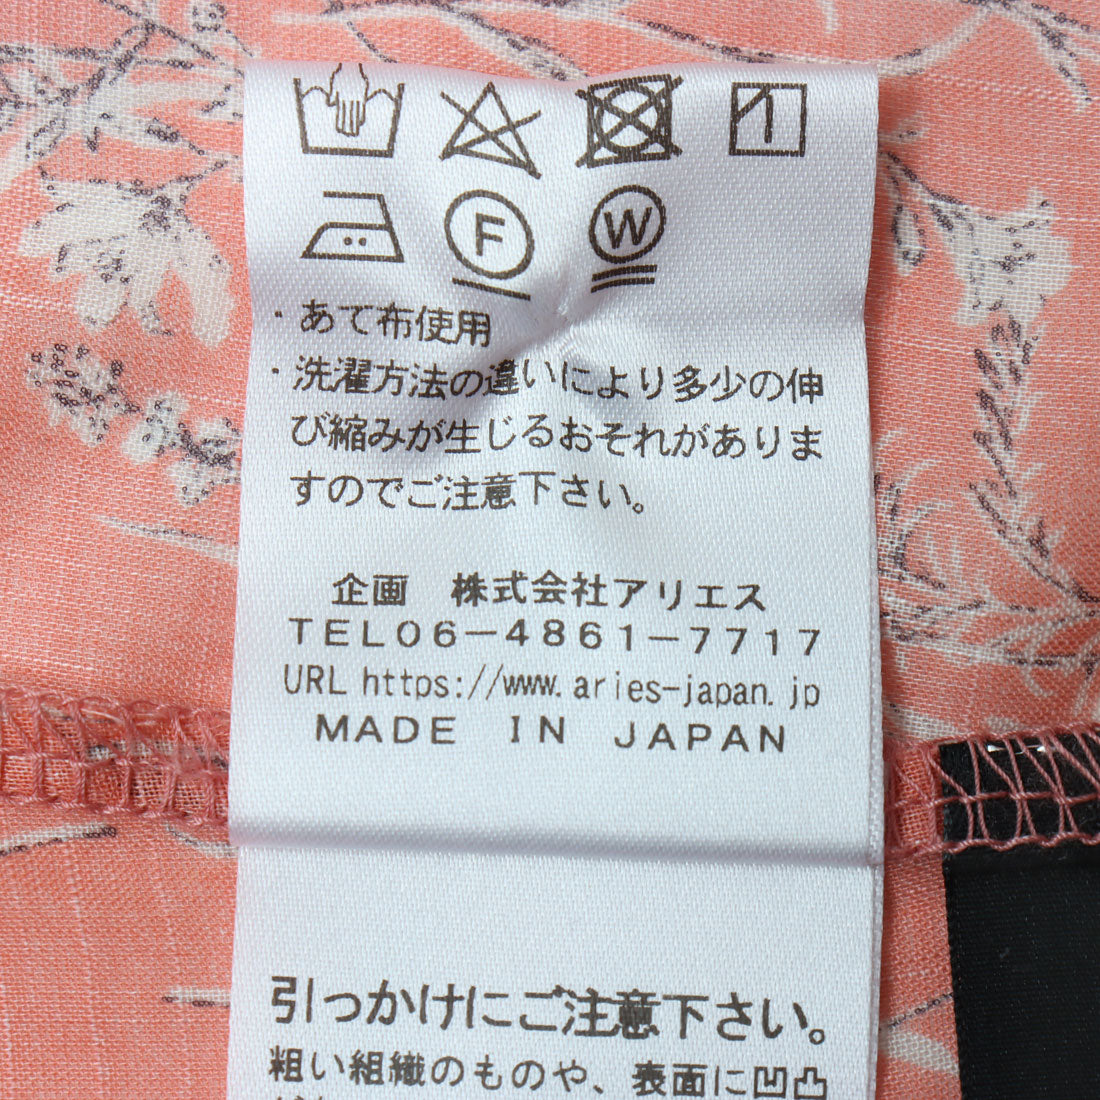 F W
・あて布使用
・洗濯方法の違いにより多少の伸
び縮みが生じるおそれがありま
すのでご注意下さい。
企画 株式会社アリエス
TEL06-4861-7717
URL https://www.aries-japan.jp
MADE IN JAPAN
引っかけにご注意下さい。
粗い組織のものや、表面に凹凸